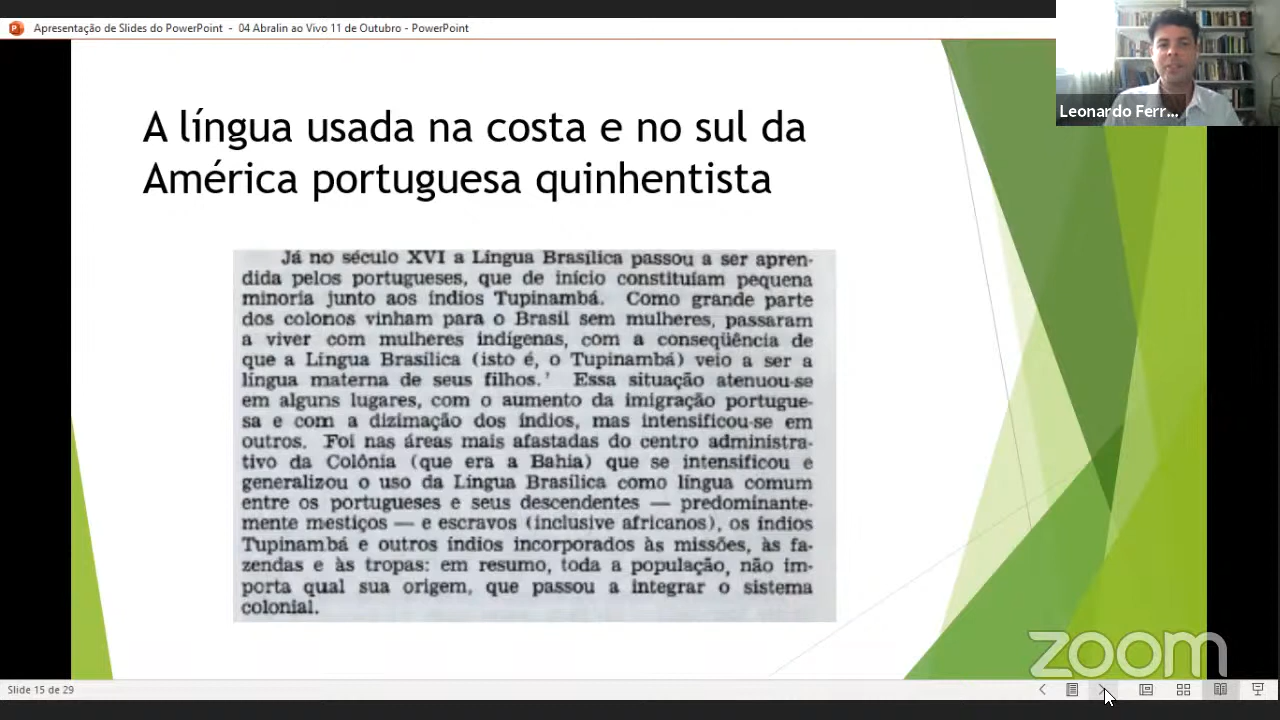 Apresentação de Slides do PowerPoint - 04 Abralin ao Vivo 11 de Outubro - PowerPoint
Leonardo Ferr...
A língua usada na costa e no sul da
América portuguesa quinhentista
Já no século XVI a Língua Brasílica passou a ser apren-
dida pelos portugueses, que de início constituíam pequena
minoria junto aos índios Tupinambá. Como grande parte
dos colonos vinham para o Brasil sem mulheres, passaram
a viver com mulheres indígenas, com a conseqüência de
que a Língua Brasílica (isto é, o Tupinambá) veio a ser a
língua materna de seus filhos.' Essa situação atenuou-se
em alguns lugares, com o aumento da imigração portugue-
sa e com a dizimação dos índios, mas intensificou-se em
outros. Foi nas áreas mais afastadas do centro administra-
tivo da Colônia (que era a Bahia) que se intensificou e
generalizou o uso da Língua Brasílica como língua comum
entre os portugueses e seus descendentes — predominante-
mente mestiços — e escravos (inclusive africanos), os índios
Tupinambá e outros índios incorporados às missões, às fa-
zendas e às tropas: em resumo, toda a população, não im-
porta qual sua origem, que passou a integrar o sistema
colonial.
zoom
Slide 15 de 29